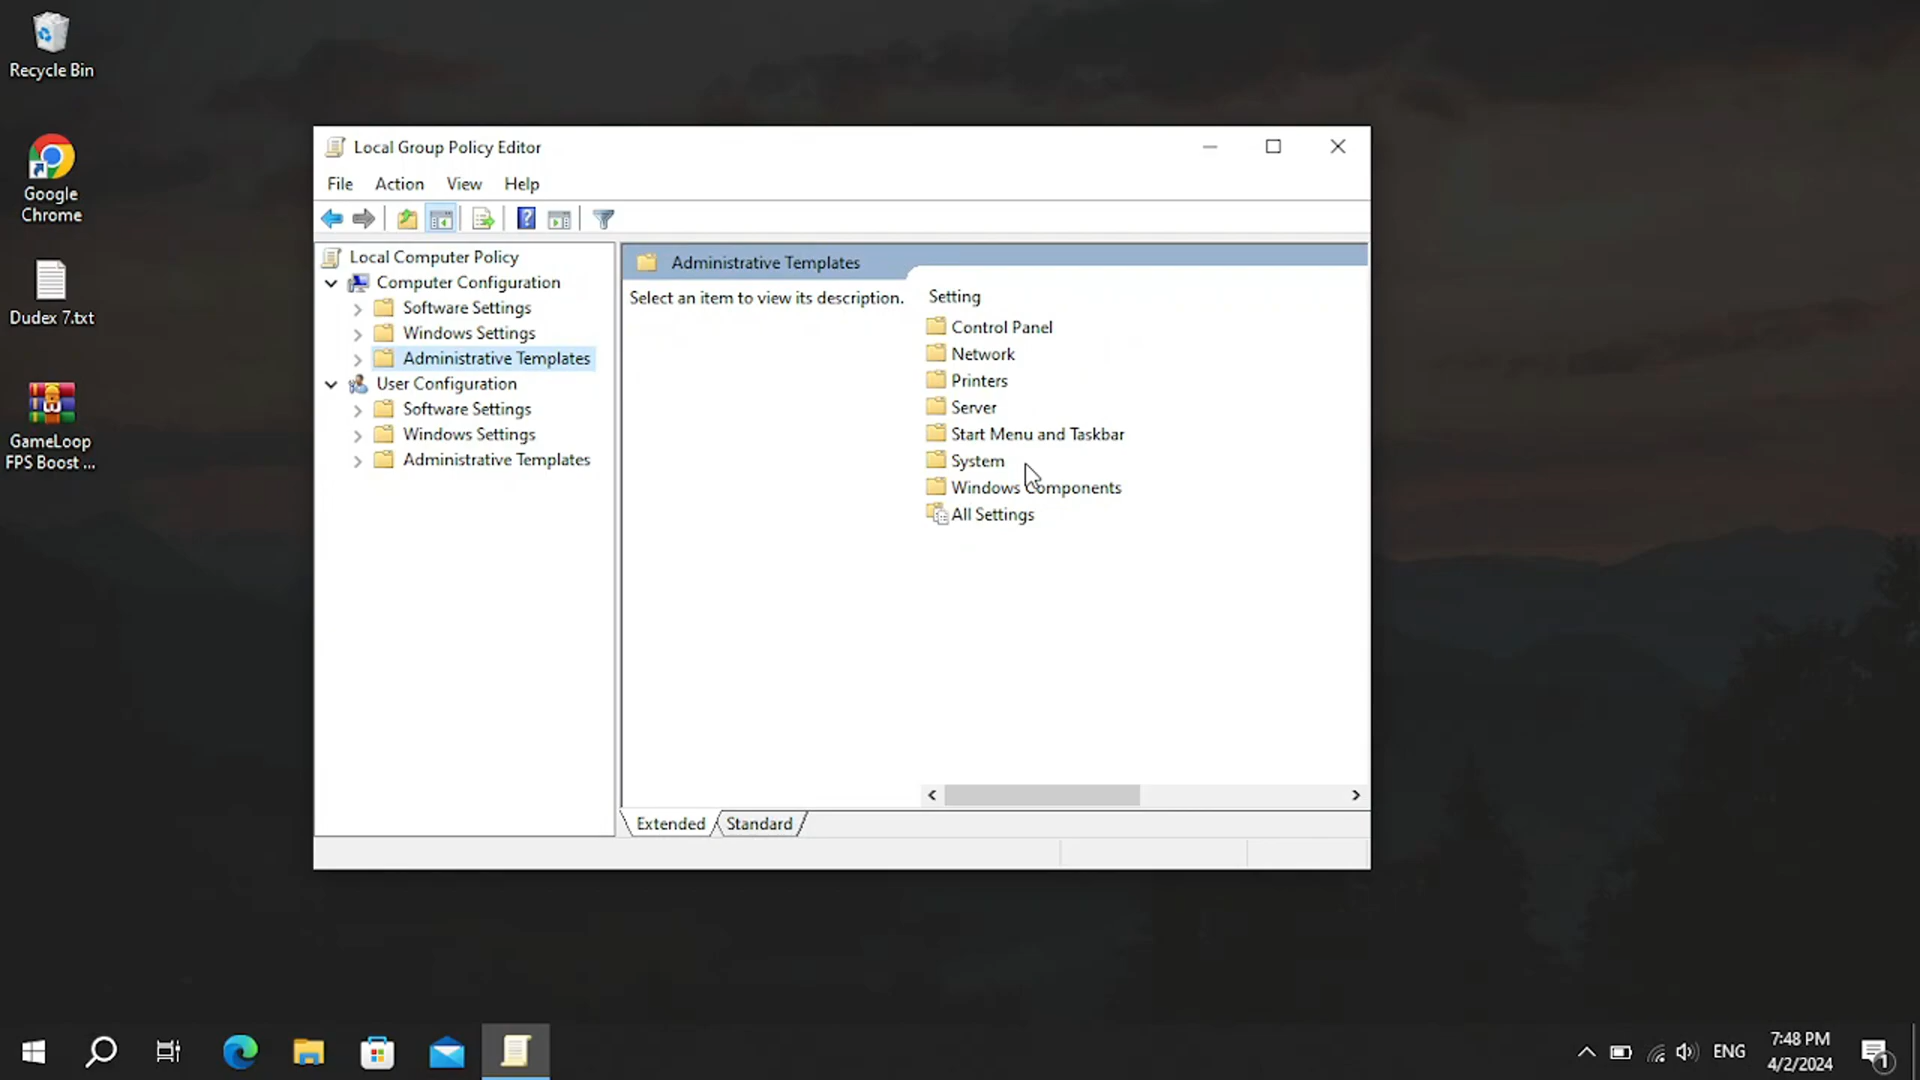 Recycle Bin
Google
Chrome
Dudex 7.txt
GameLoop
FPS Boost ...
Local Group Policy Editor
File Action View Help
Local Computer Policy
Computer Configuration
Software Settings
Windows Settings
Administrative Templates
User Configuration
Software Settings
Windows Settings
Administrative Templates
Administrative Templates
Select an item to view its description.
Setting
Control Panel
Network
Printers
Server
Start Menu and Taskbar
System
Windows Components
All Settings
Extended Standard
ENG
7:48 PM
4/2/2024
1